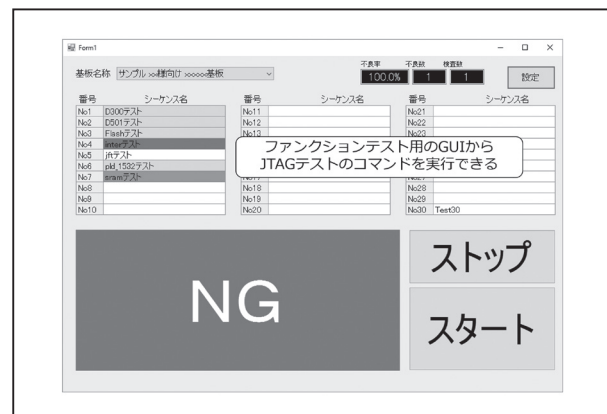 Form1
基板名称 サンプル >>>様向け >>>>>>基板
不良率 不良数 検査数
100.0% 1 1
設定
番号 シーケンス名 番号 シーケンス名 番号 シーケンス名
No1 D300テスト No11 No21
No2 D501テスト No12 No22
No3 Flashテスト No13 No23
No4 interテスト
No5 jftテスト
No6 pld_1532テスト
No7 sramテスト
No8 No18 No28
No9 No19 No29
No10 No20 No30 Test30
ファンクションテスト用のGUIから
JTAGテストのコマンドを実行できる
NG
ストップ
スタート